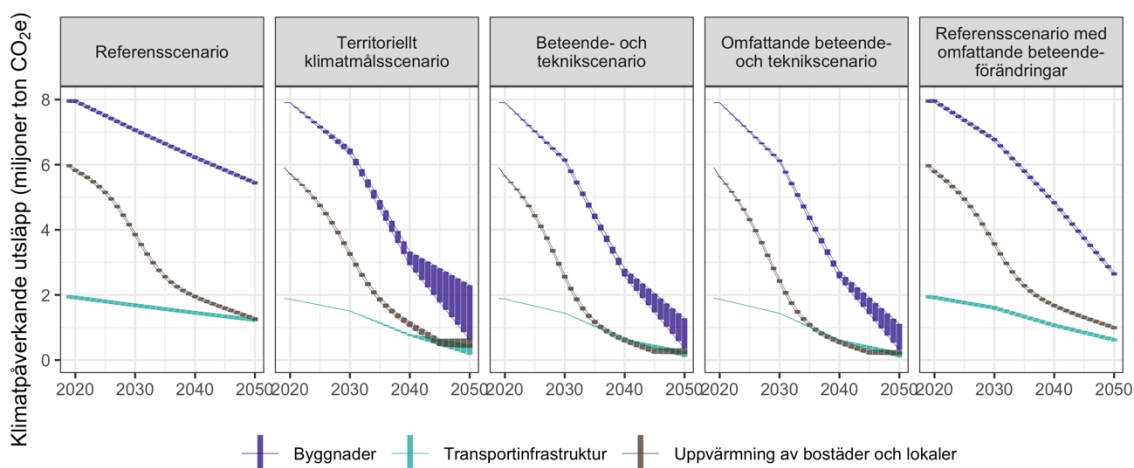 Klimatpåverkande utsläpp (miljoner ton CO₂e)
Referensscenario
Territoriellt
klimatmålsscenario
Beteende- och
teknikscenario
Omfattande beteende-
och teknikscenario
Referensscenario med
omfattande beteende-
förändringar
8
6
4
2
0
2020 2030 2040 2050
2020 2030 2040 2050
2020 2030 2040 2050
2020 2030 2040 2050
2020 2030 2040 2050
Byggnader
Transportinfrastruktur
Uppvärmning av bostäder och lokaler